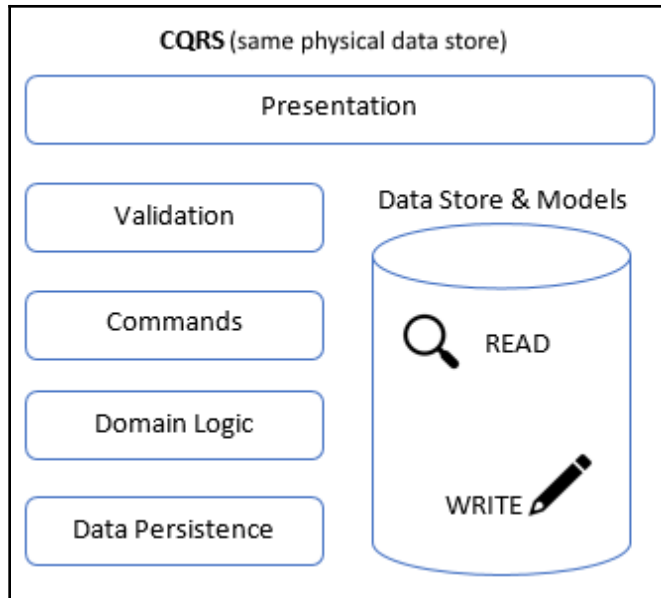 CQRS (same physical data store)
Presentation
Validation
Commands
Domain Logic
Data Persistence
Data Store & Models
READ
WRITE